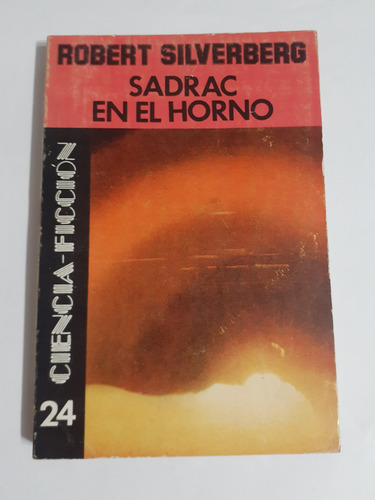 ROBERT SILVERBERG
SADRAC
EN EL HORNO
CIENCIA-FICCIÓN
24